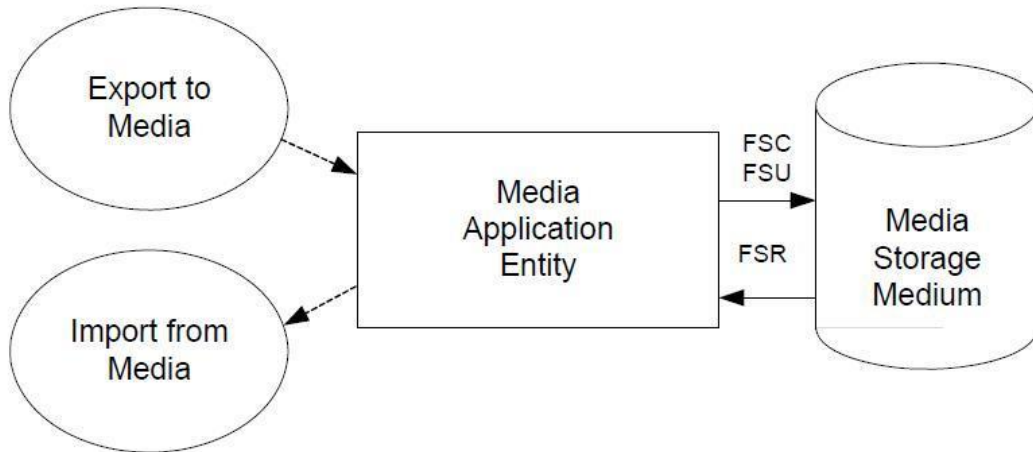 Export to
Media
Media
Application
Entity
FSC
FSU
FSR
Media
Storage
Medium
Import from
Media